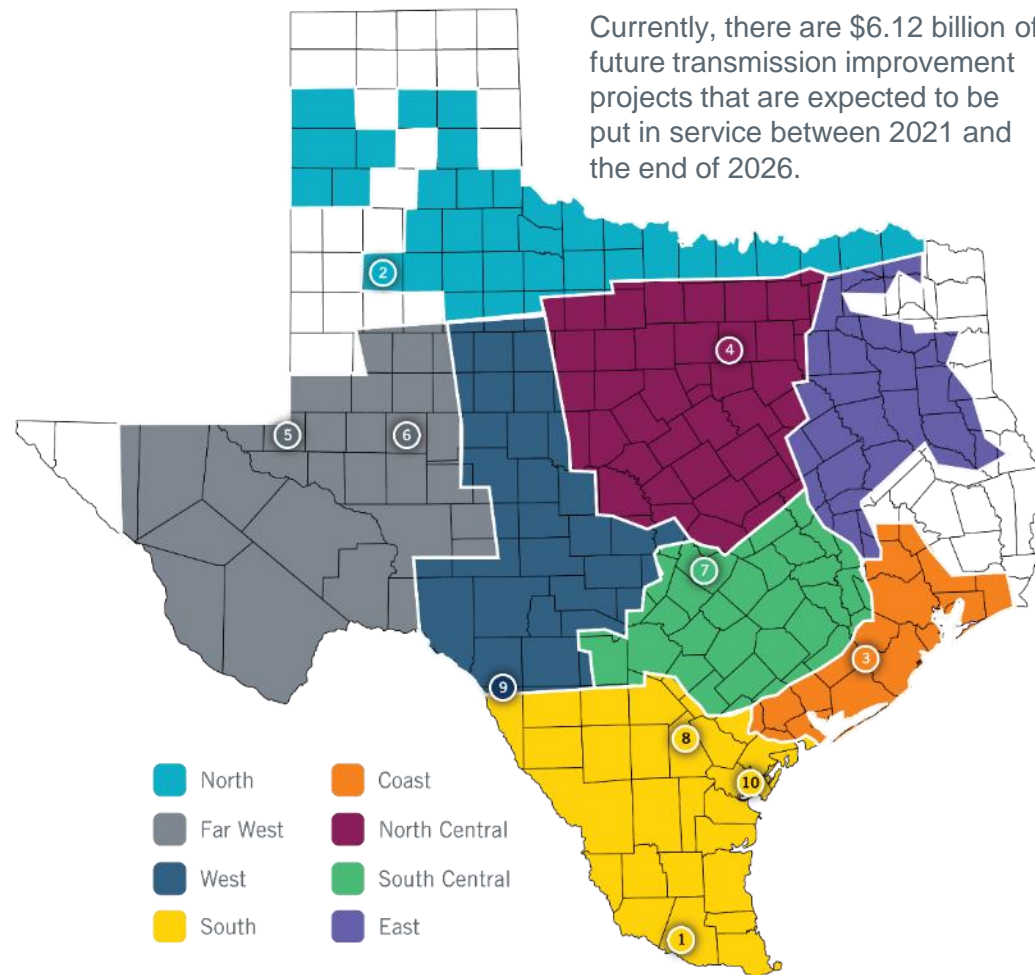 Currently, there are $6.12 billion of
future transmission improvement
projects that are expected to be
put in service between 2021 and
the end of 2026.
2
4
5
6
7
3
9
8
10
1
North
Coast
Far West
North Central
West
South Central
South
East